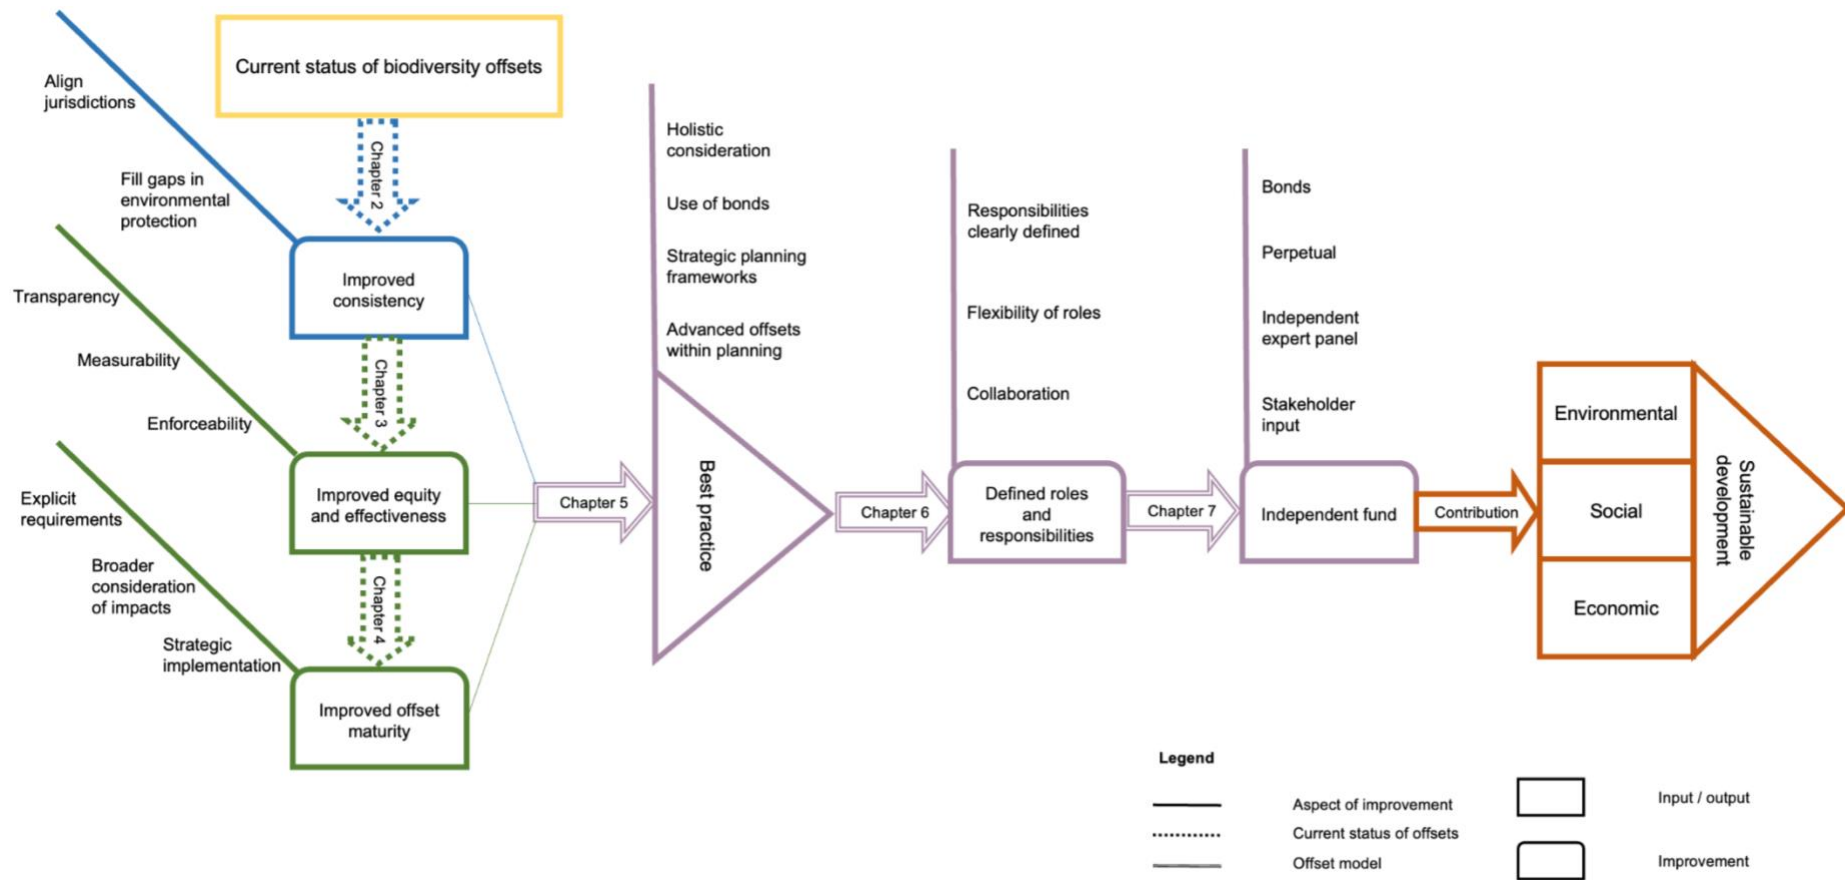 Current status of biodiversity offsets
Align
jurisdictions
Fill gaps in
environmental
protection
Chapter 2
Improved
consistency
Transparency
Measurability
Enforceability
Chapter 3
Improved equity
and effectiveness
Explicit
requirements
Broader
consideration
of impacts
Strategic
implementation
Chapter 4
Improved offset
maturity
Chapter 5
Holistic
consideration
Use of bonds
Strategic planning
frameworks
Advanced offsets
within planning
Best practice
Chapter 6
Responsibilities
clearly defined
Flexibility of roles
Collaboration
Defined roles
and
responsibilities
Chapter 7
Bonds
Perpetual
Independent
expert panel
Stakeholder
input
Independent fund
Contribution
Environmental
Social
Economic
Sustainable
development
Legend
Aspect of improvement
Current status of offsets
Offset model
Input / output
Improvement